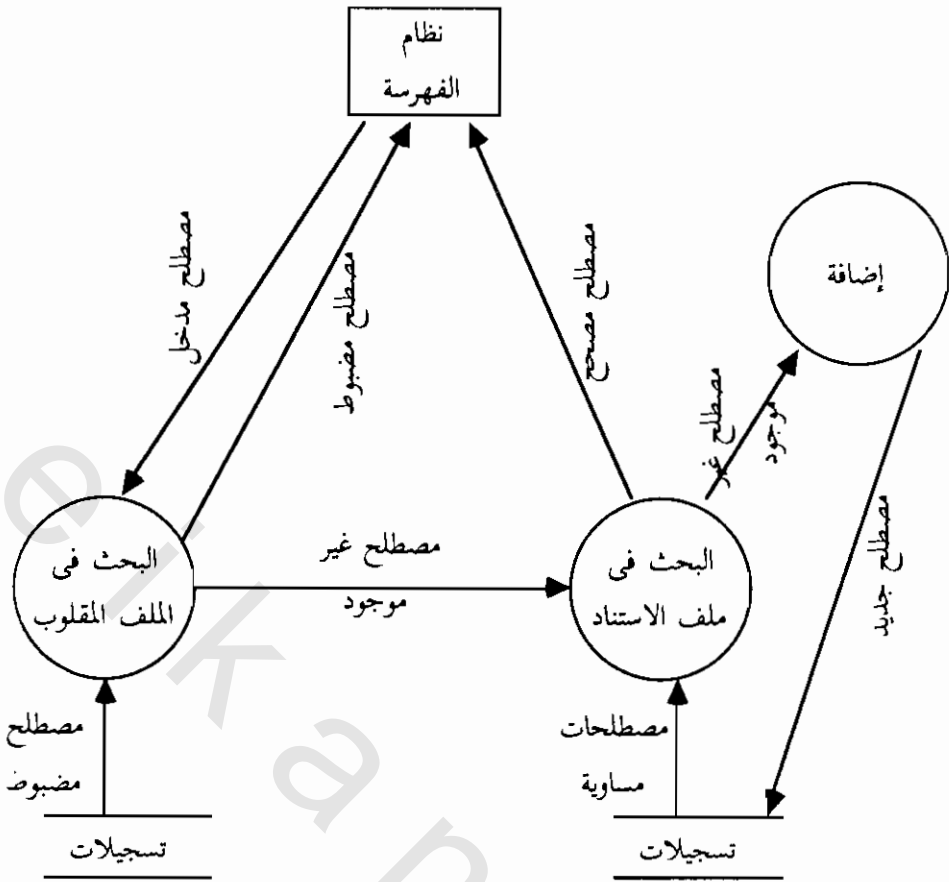 نظام
الفهرسة
إضافة
مصطلح مدخل
مصطلح مضبوط
مصطلح مصحح
مصطلح غير
موجود
مصطلح جديد
البحث فى
الملف المقلوب
مصطلح غير
موجود
البحث فى
ملف الاستناد
مصطلح
مضبوط
مصطلحات
مساوية
تسجيلات
تسجيلات